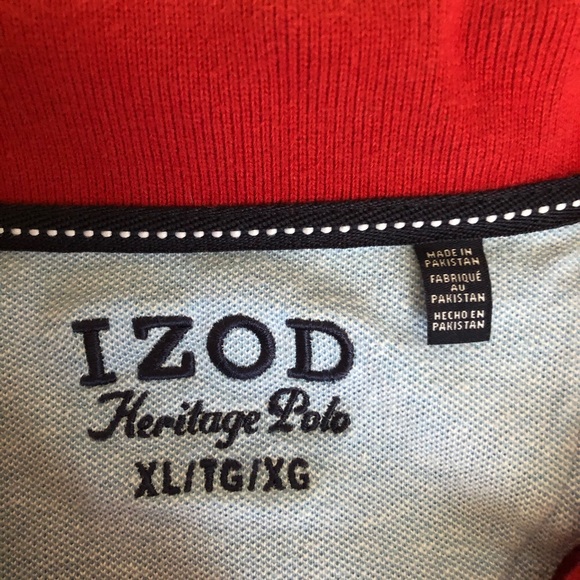 IZOD
Heritage Polo
XL/TG/XG
MADE IN
PAKISTAN
FABRIQUÉ
AU
PAKISTAN
HECHO EN
PAKISTAN